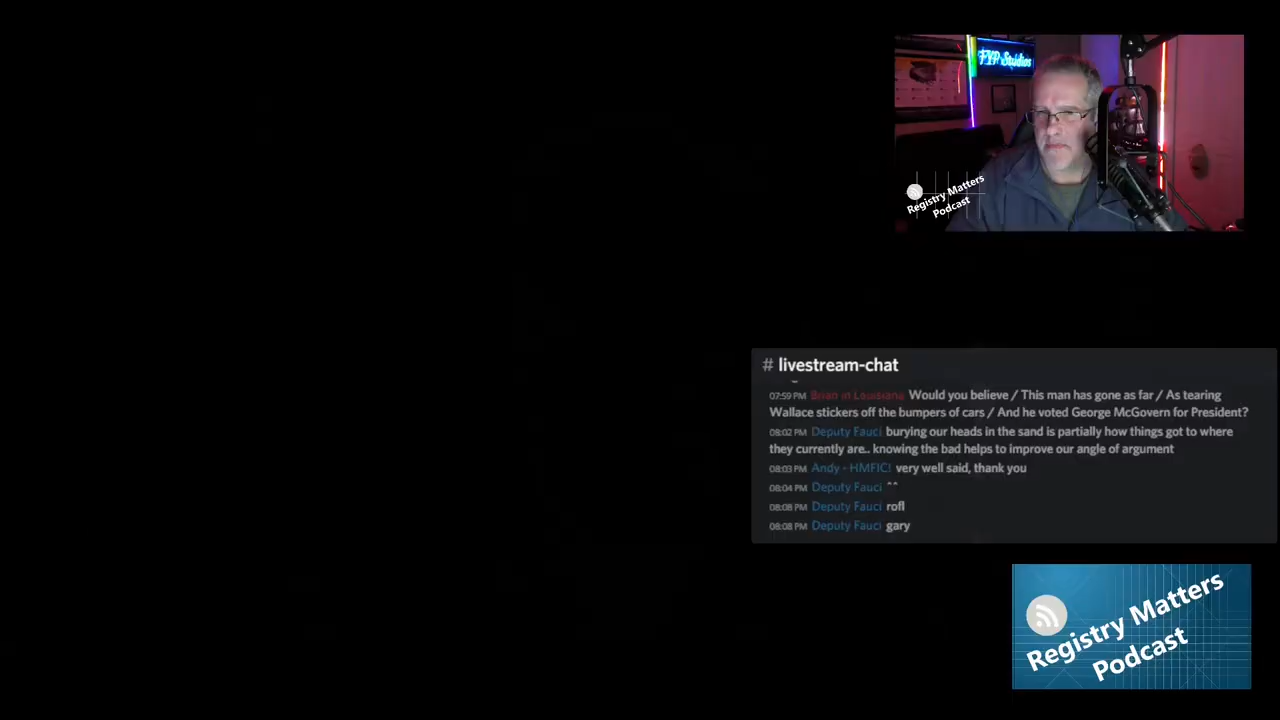 FYP Studios
Registry Matters
Podcast
# livestream-chat
07:59 PM Brian in Louisiana Would you believe / This man has gone as far / As tearing
Wallace stickers off the bumpers of cars / And he voted George McGovern for President?
08:02 PM Deputy Fauci burying our heads in the sand is partially how things got to where
they currently are.. knowing the bad helps to improve our angle of argument
08:03 PM Andy - HMFIC! very well said, thank you
08:04 PM Deputy Fauci ^^
08:08 PM Deputy Fauci rofl
08:08 PM Deputy Fauci gary
Registry Matters
Podcast